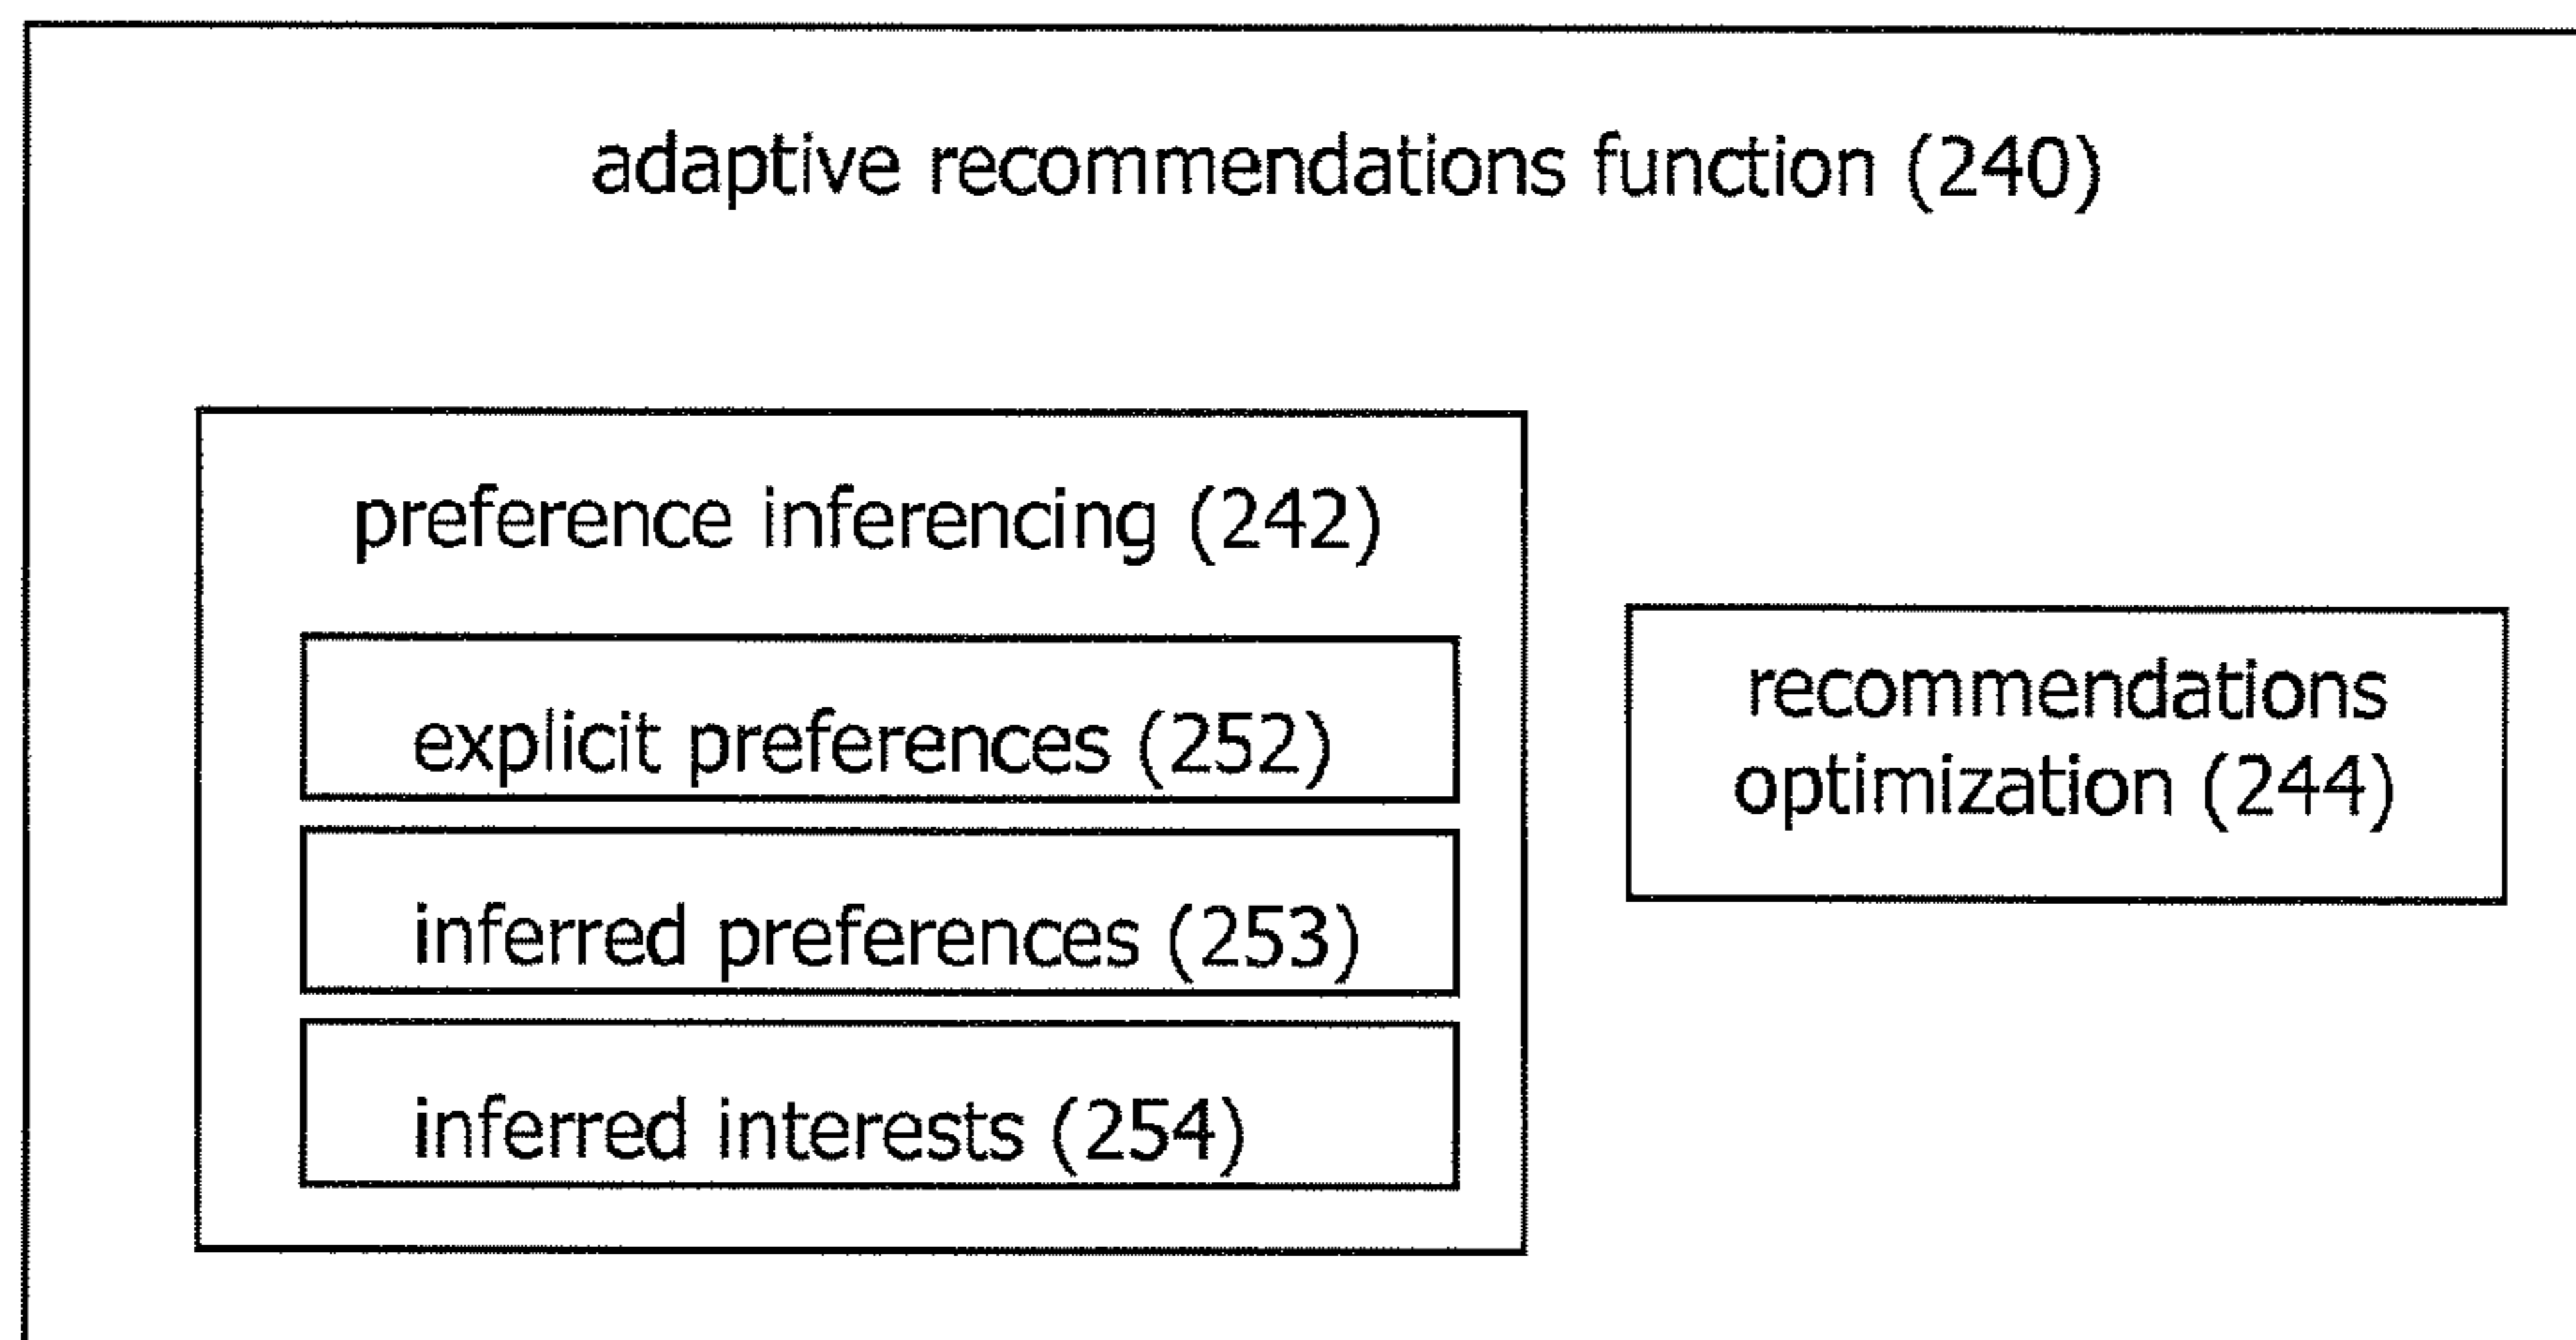 adaptive recommendations function (240)
preference inferencing (242)
explicit preferences (252)
inferred preferences (253)
inferred interests (254)
recommendations
optimization (244)